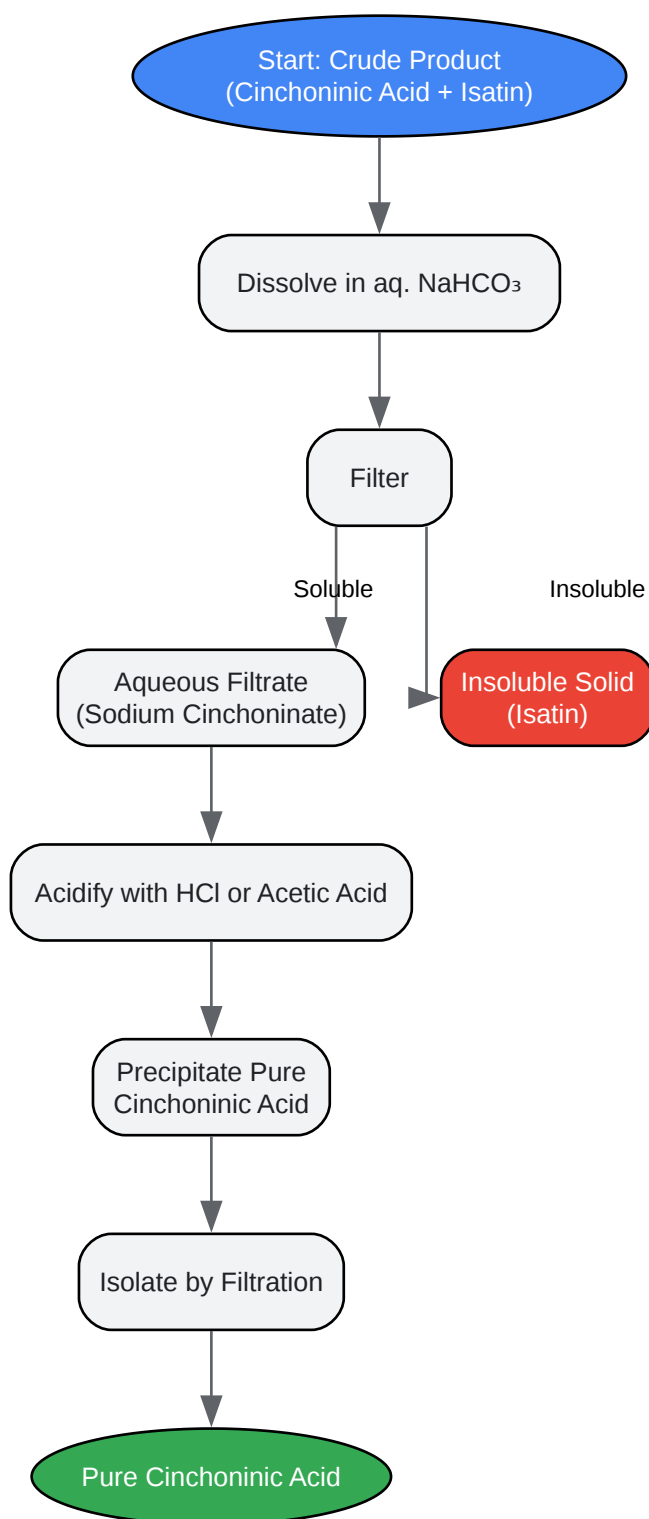 Start: Crude Product
(Cinchoninic Acid + Isatin)
Dissolve in aq. NaHCO₃
Filter
Soluble
Insoluble
Aqueous Filtrate
(Sodium Cinchoninate)
Insoluble Solid
(Isatin)
Acidify with HCl or Acetic Acid
Precipitate Pure
Cinchoninic Acid
Isolate by Filtration
Pure Cinchoninic Acid